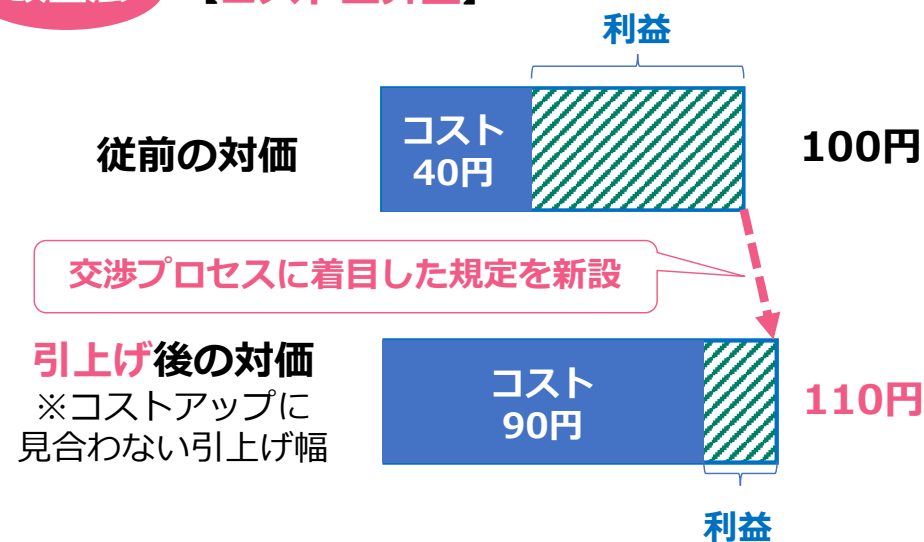 利益
従前の対価
コスト
40円
100円
交渉プロセスに着目した規定を新設
引上げ後の対価
※コストアップに
見合わない引上げ幅
コスト
90円
110円
利益